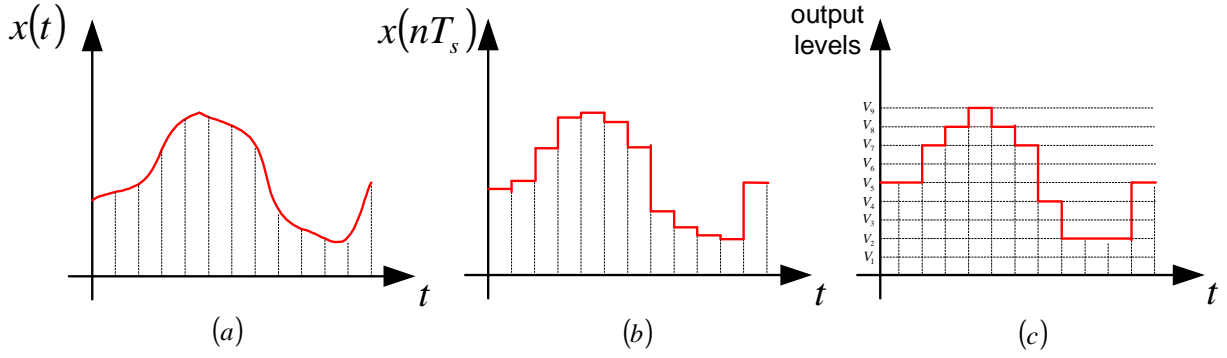 x(t)
t
(a)
x(nT_s)
t
(b)
output
levels
V_9
V_8
V_7
V_6
V_5
V_4
V_3
V_2
V_1
t
(c)